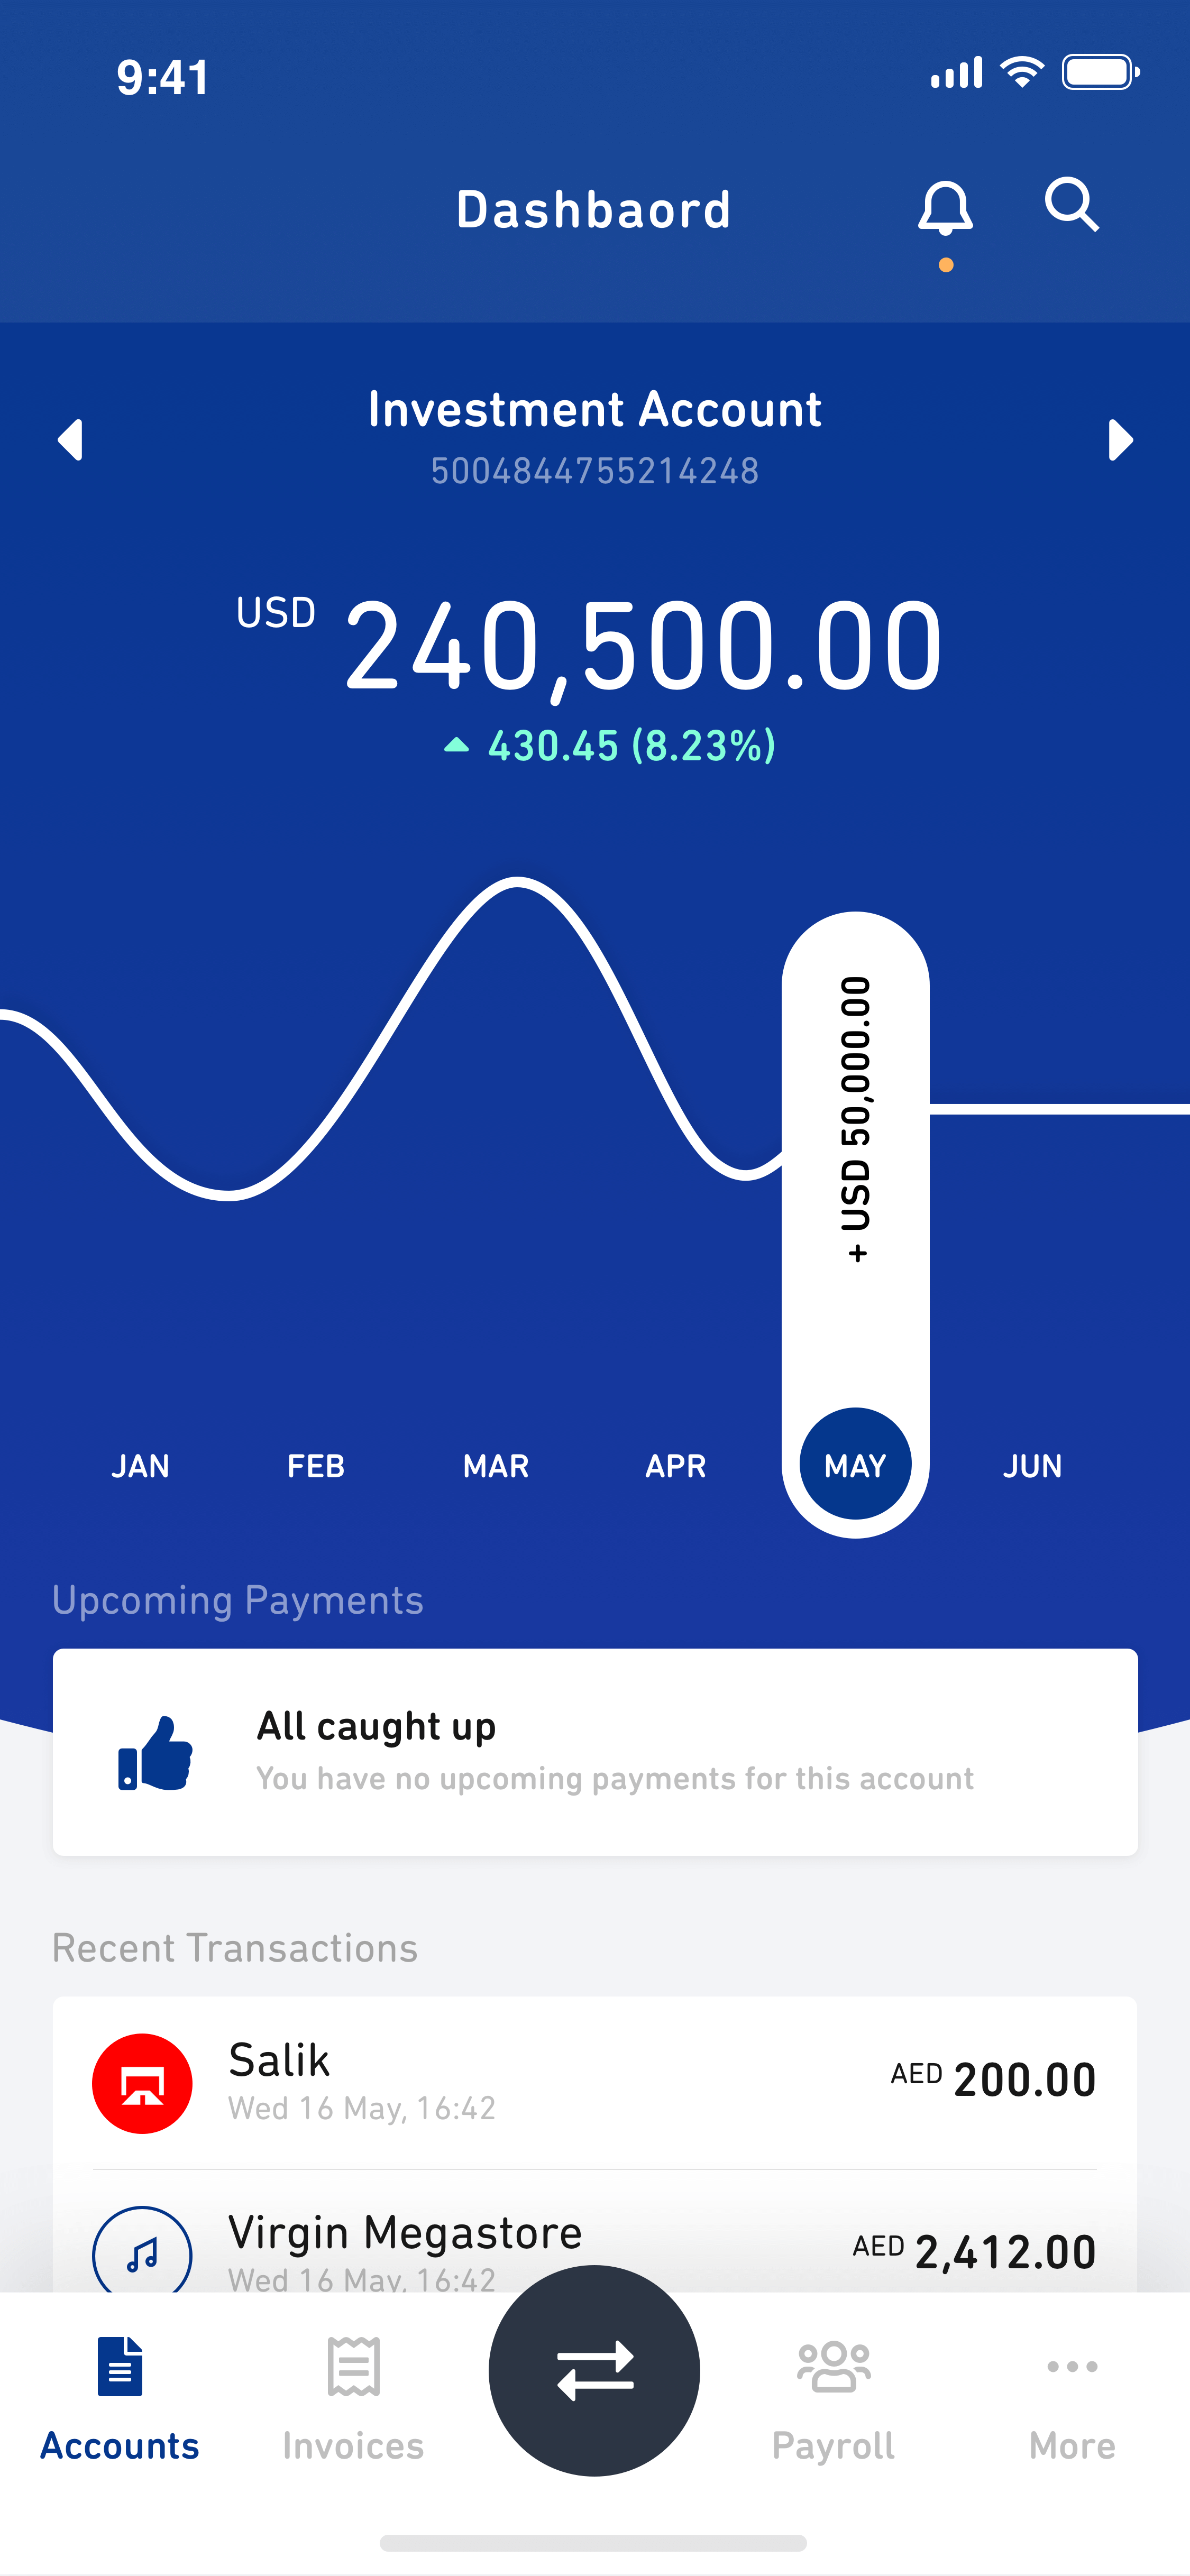 9:41
Dashbaord
Investment Account
5004844755214248
USD 240,500.00
430.45 (8.23%)
+ USD 50,000.00
JAN FEB MAR APR MAY JUN
Upcoming Payments
All caught up
You have no upcoming payments for this account
Recent Transactions
Salik
Wed 16 May, 16:42
AED 200.00
Virgin Megastore
Wed 16 May, 16:42
AED 2,412.00
Accounts Invoices Payroll More